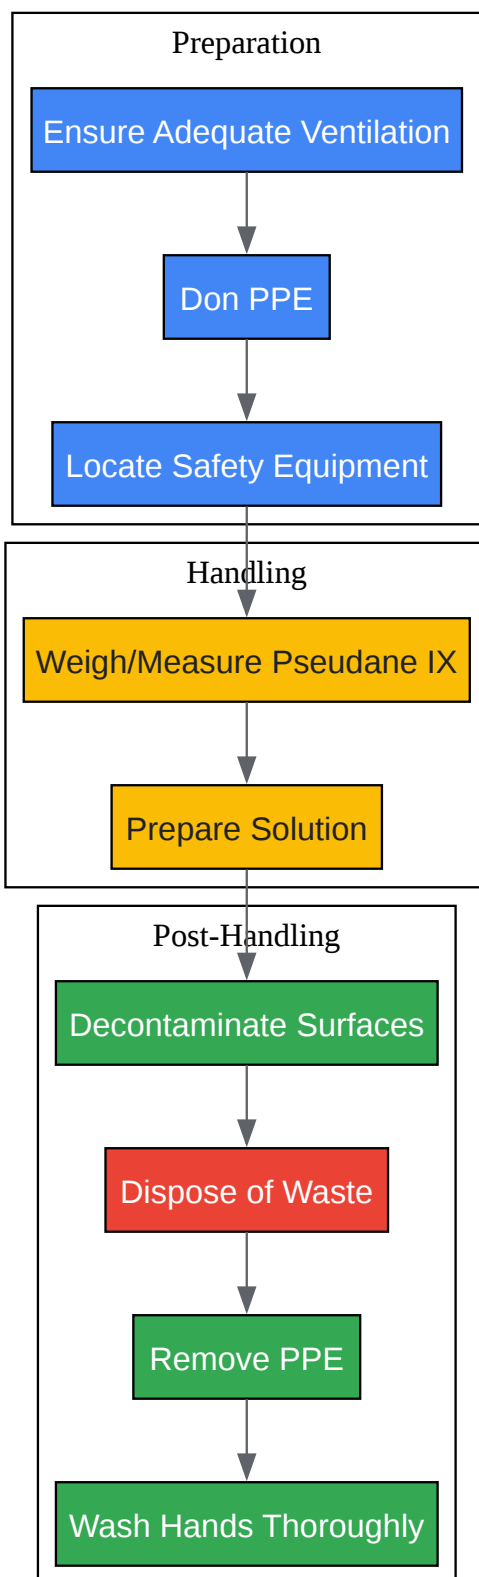 Preparation
Ensure Adequate Ventilation
Don PPE
Locate Safety Equipment
Handling
Weigh/Measure Pseudane IX
Prepare Solution
Post-Handling
Decontaminate Surfaces
Dispose of Waste
Remove PPE
Wash Hands Thoroughly